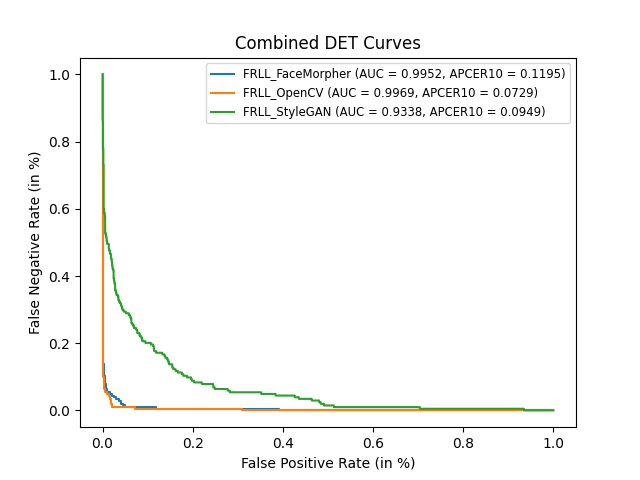 Combined DET Curves
FRLL_FaceMorpher (AUC = 0.9952, APCER10 = 0.1195)
FRLL_OpenCV (AUC = 0.9969, APCER10 = 0.0729)
FRLL_StyleGAN (AUC = 0.9338, APCER10 = 0.0949)
False Negative Rate (in %)
1.0
0.8
0.6
0.4
0.2
0.0
0.0 0.2 0.4 0.6 0.8 1.0
False Positive Rate (in %)